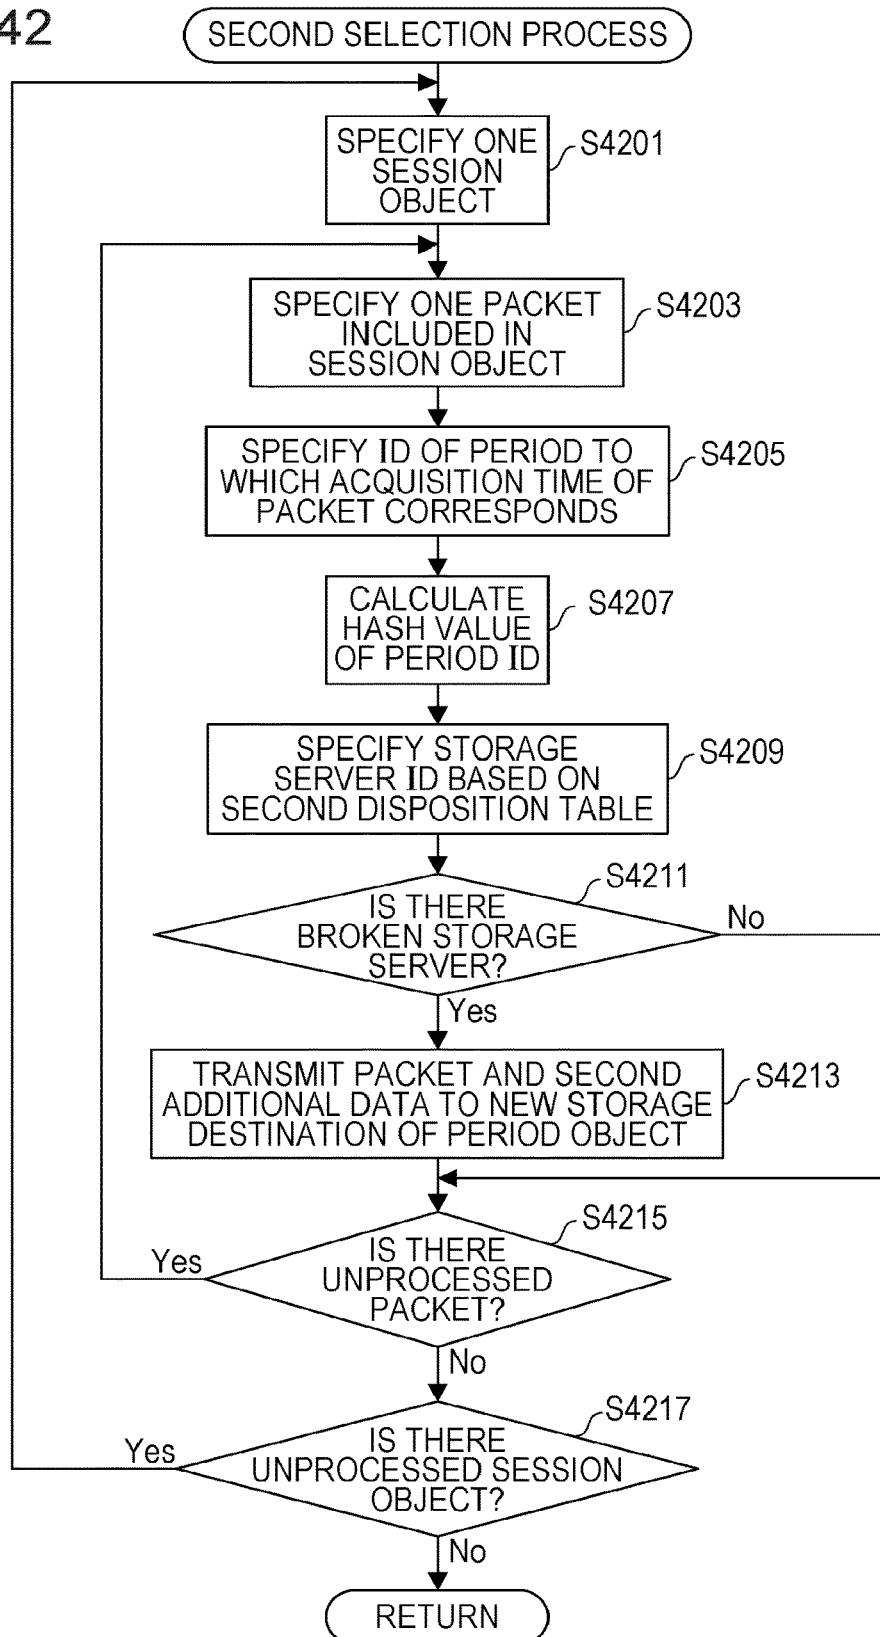 42
SECOND SELECTION PROCESS
SPECIFY ONE
SESSION
OBJECT
S4201
SPECIFY ONE PACKET
INCLUDED IN
SESSION OBJECT
S4203
SPECIFY ID OF PERIOD TO
WHICH ACQUISITION TIME OF
PACKET CORRESPONDS
S4205
CALCULATE
HASH VALUE
OF PERIOD ID
S4207
SPECIFY STORAGE
SERVER ID BASED ON
SECOND DISPOSITION TABLE
S4209
IS THERE
BROKEN STORAGE
SERVER?
S4211
No
Yes
TRANSMIT PACKET AND SECOND
ADDITIONAL DATA TO NEW STORAGE
DESTINATION OF PERIOD OBJECT
S4213
IS THERE
UNPROCESSED
PACKET?
S4215
Yes
No
IS THERE
UNPROCESSED SESSION
OBJECT?
S4217
Yes
No
RETURN